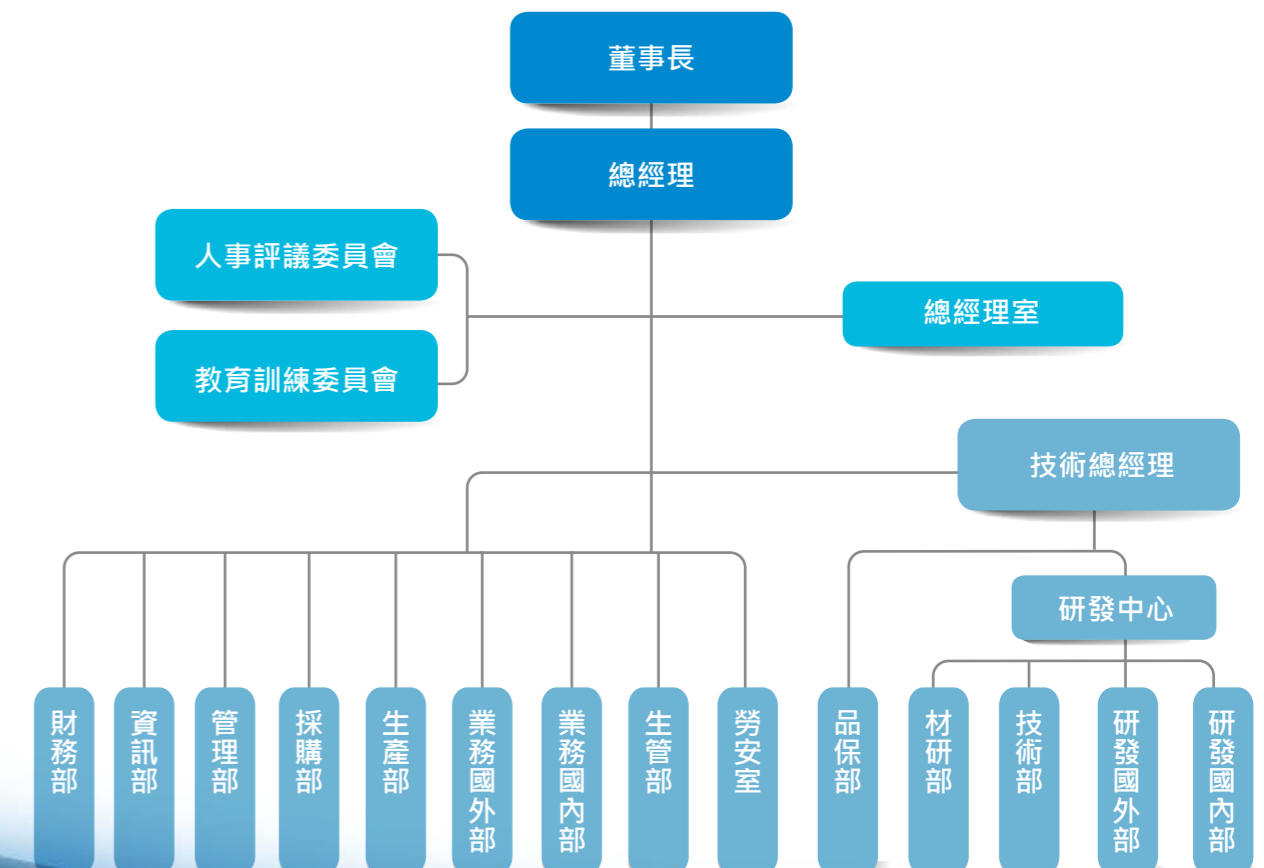 董事長
總經理
人事評議委員會
總經理室
教育訓練委員會
技術總經理
研發中心
財務部
資訊部
管理部
採購部
生產部
業務國外部
業務國內部
生管部
勞安室
品保部
材研部
技術部
研發國外部
研發國內部